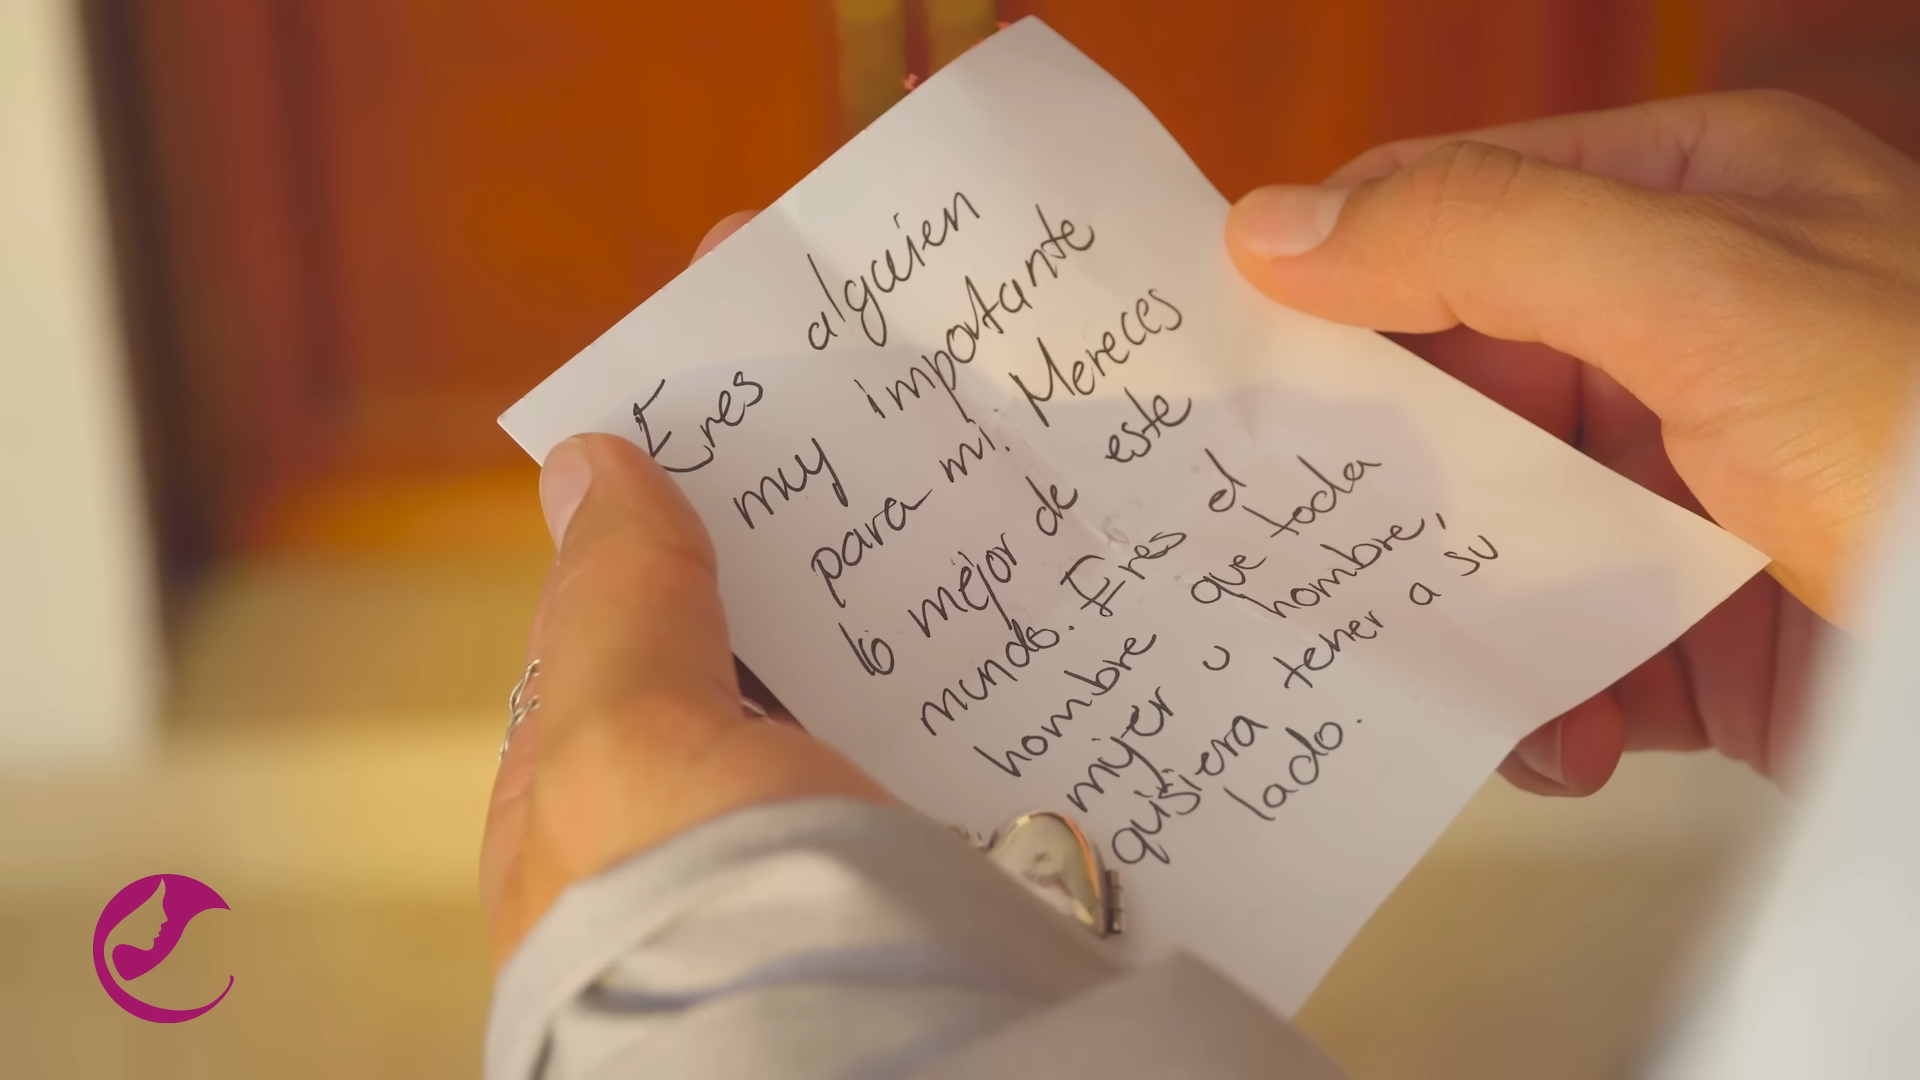 Eres alguien
muy importante
para mi. Mereces
lo mejor de este
mundo. Eres el
hombre que toda
mujer u hombre,
quisiera tener a su
lado.